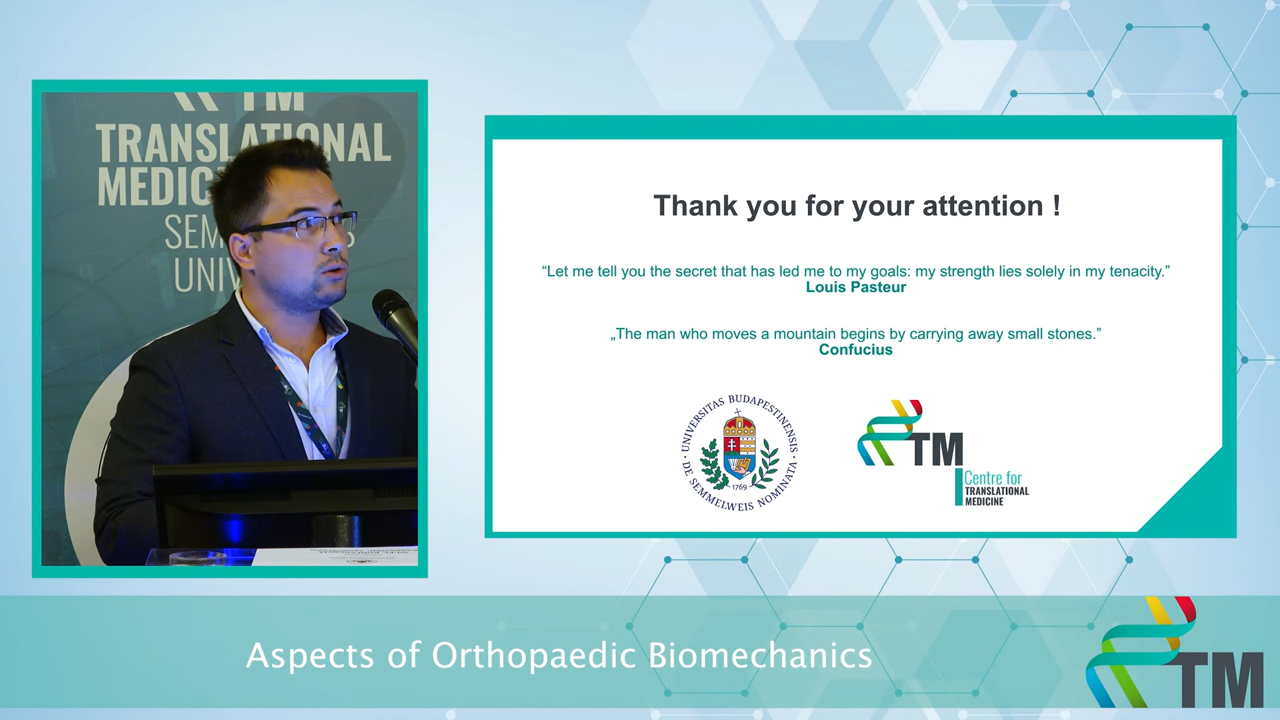 TM
TRANSLATIONAL
MEDIC
SEM S
UNIV
Thank you for your attention !
“Let me tell you the secret that has led me to my goals: my strength lies solely in my tenacity.”
Louis Pasteur
„The man who moves a mountain begins by carrying away small stones.”
Confucius
· UNIVERSITAS BUDAPESTINENSIS ·
DE SEMMELWEIS NOMINATA
1769
TM
Centre for
TRANSLATIONAL
MEDICINE
Aspects of Orthopaedic Biomechanics
TM